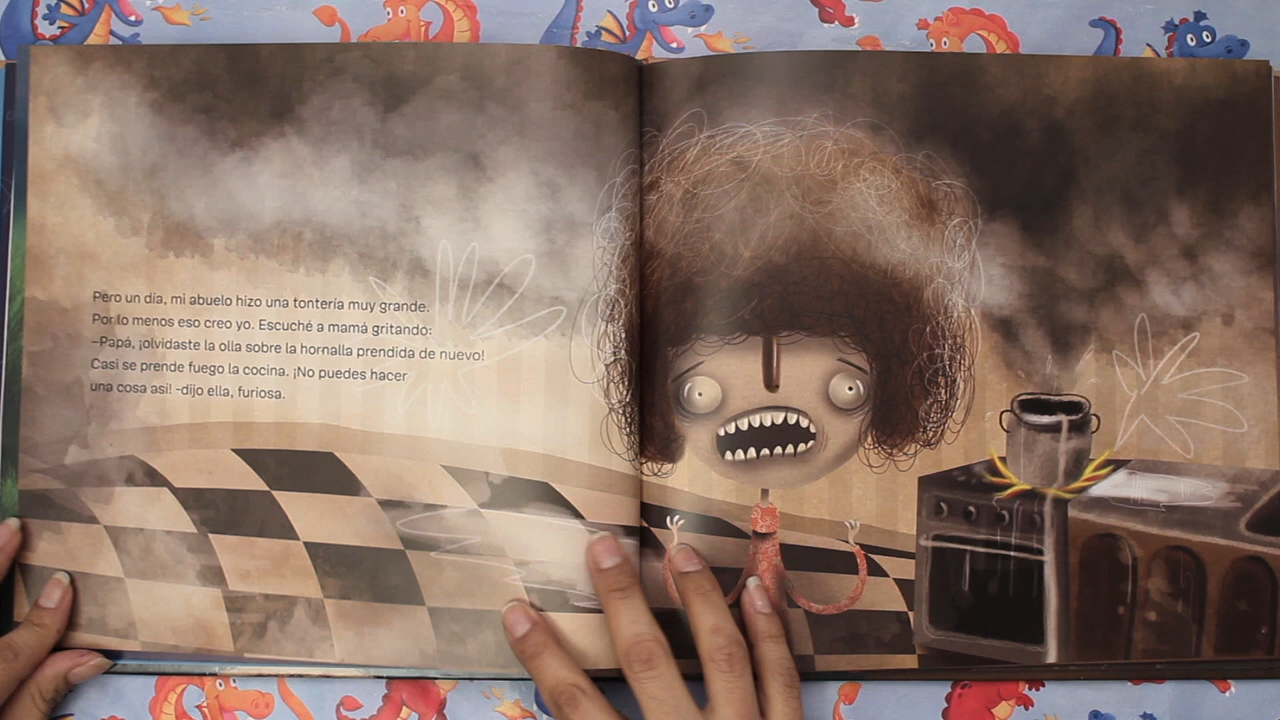 Pero un día, mi abuelo hizo una tontería muy grande.
Por lo menos eso creo yo. Escuché a mamá gritando:
–Papá, ¡olvidaste la olla sobre la hornalla prendida de nuevo!
Casi se prende fuego la cocina. ¡No puedes hacer
una cosa así! -dijo ella, furiosa.